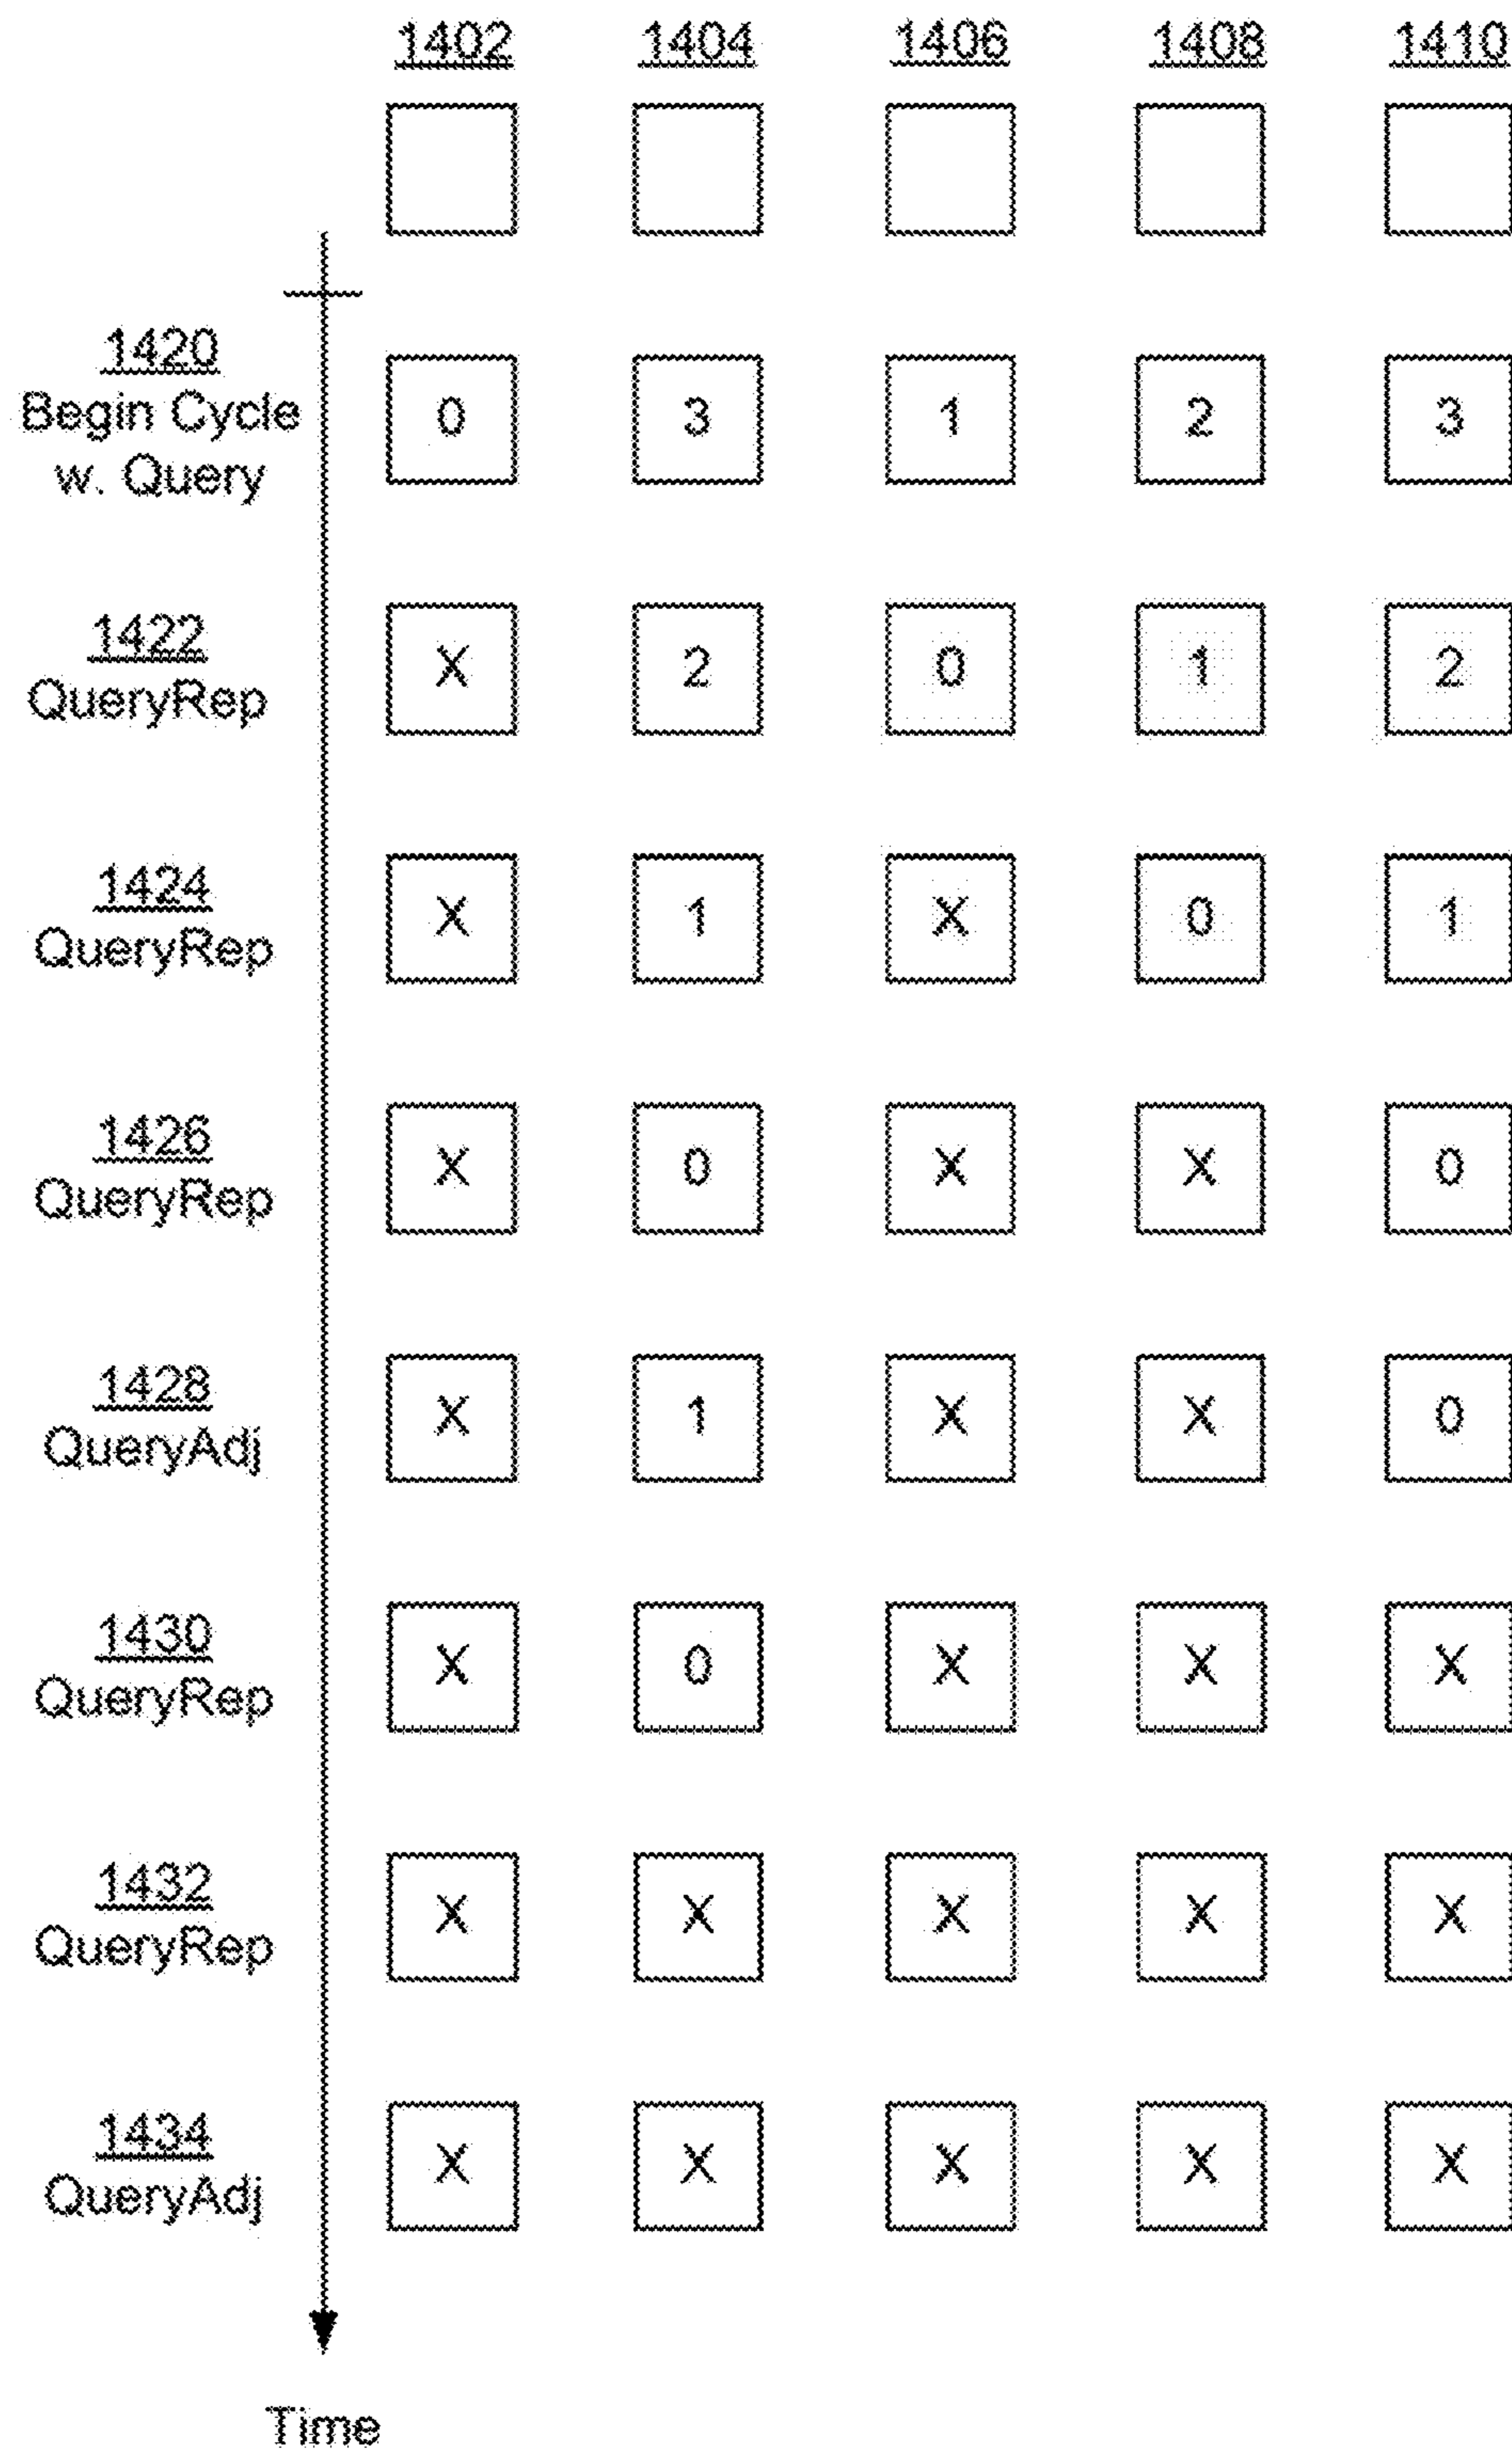 1402 1404 1406 1408 1410
1420
Begin Cycle
w. Query
0 3 1 2 3
1422
QueryRep
X 2 0 1 2
1424
QueryRep
X 1 X 0 1
1426
QueryRep
X 0 X X 0
1428
QueryAdj
X 1 X X 0
1430
QueryRep
X 0 X X X
1432
QueryRep
X X X X X
1434
QueryAdj
X X X X X
Time